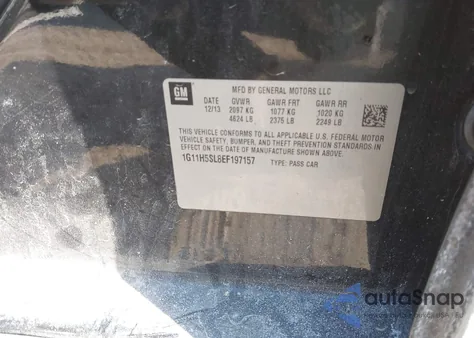 GM
MFD BY GENERAL MOTORS LLC
DATE GVWR GAWR FRT GAWR RR
12/13 2097 KG 1077 KG 1020 KG
4624 LB 2375 LB 2249 LB
THIS VEHICLE CONFORMS TO ALL APPLICABLE U.S. FEDERAL MOTOR
VEHICLE SAFETY, BUMPER, AND THEFT PREVENTION STANDARDS IN
EFFECT ON THE DATE OF MANUFACTURE SHOWN ABOVE.
1G11H5SL8EF197157 TYPE: PASS CAR
autoSnap